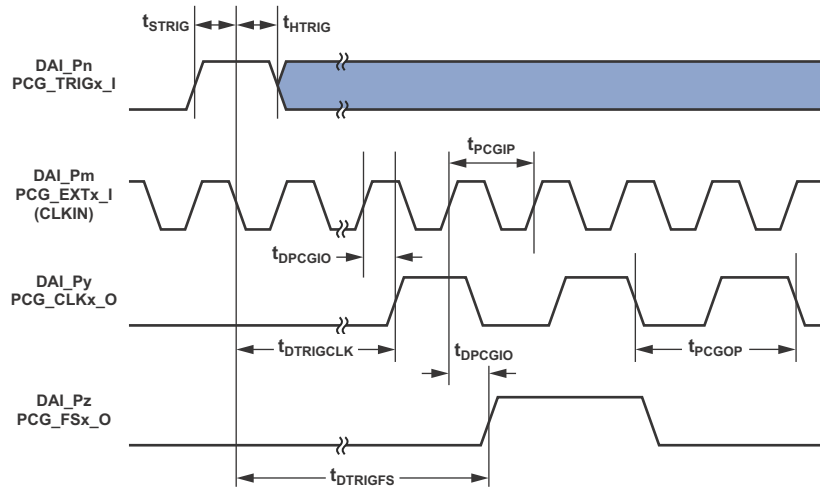 tSTRIG
tHTRIG
DAI_Pn
PCG_TRIGx_I
tPCGIP
DAI_Pm
PCG_EXTx_I
(CLKIN)
tDPCGIO
DAI_Py
PCG_CLKx_O
tDTRIGCLK
tDPCGIO
tPCGOP
DAI_Pz
PCG_FSx_O
tDTRIGFS